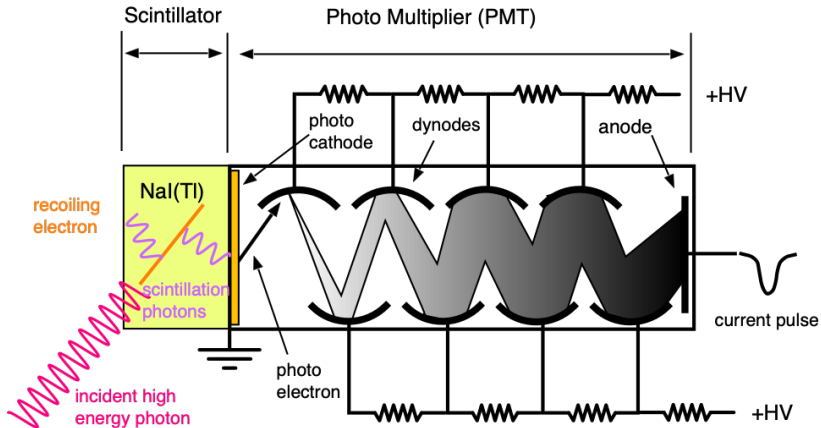 Scintillator
Photo Multiplier (PMT)
+HV
photo
cathode
dynodes
anode
NaI(Tl)
recoiling
electron
scintillation
photons
current pulse
photo
electron
incident high
energy photon
+HV